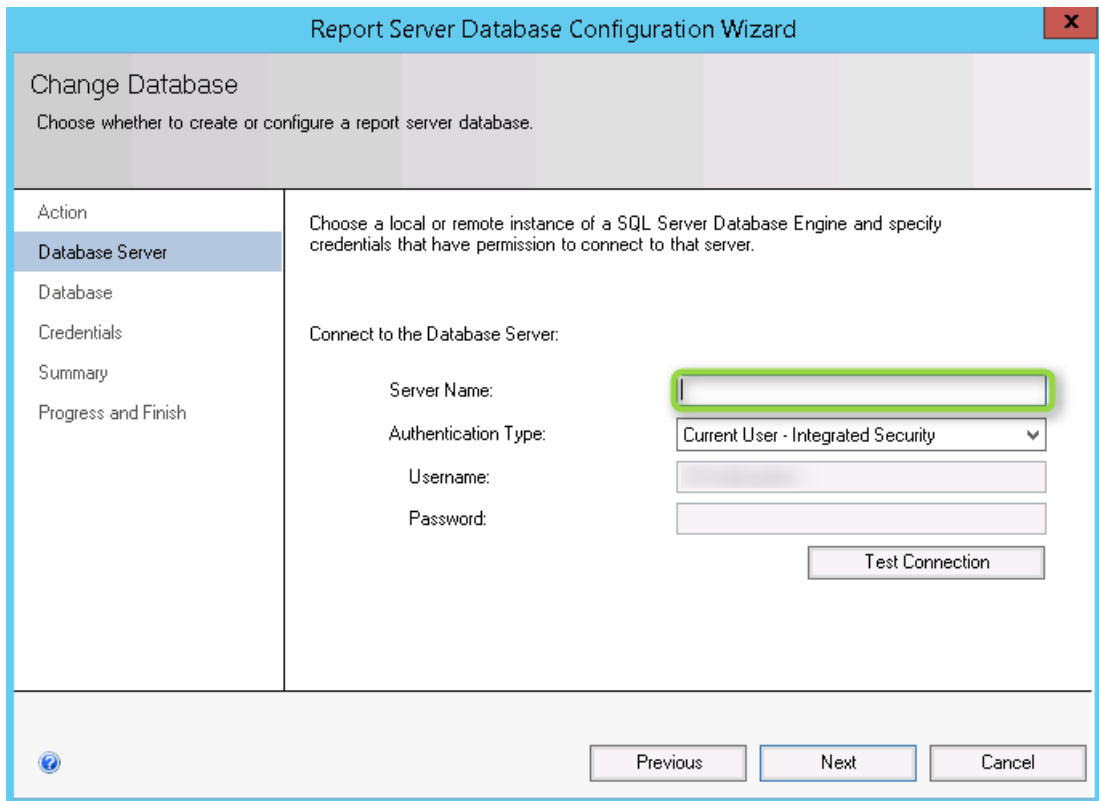 Report Server Database Configuration Wizard
x
Change Database
Choose whether to create or configure a report server database.
Action
Database Server
Database
Credentials
Summary
Progress and Finish
Choose a local or remote instance of a SQL Server Database Engine and specify
credentials that have permission to connect to that server.
Connect to the Database Server:
Server Name:
Authentication Type:
Current User - Integrated Security
Username:
Password:
Test Connection
?
Previous
Next
Cancel